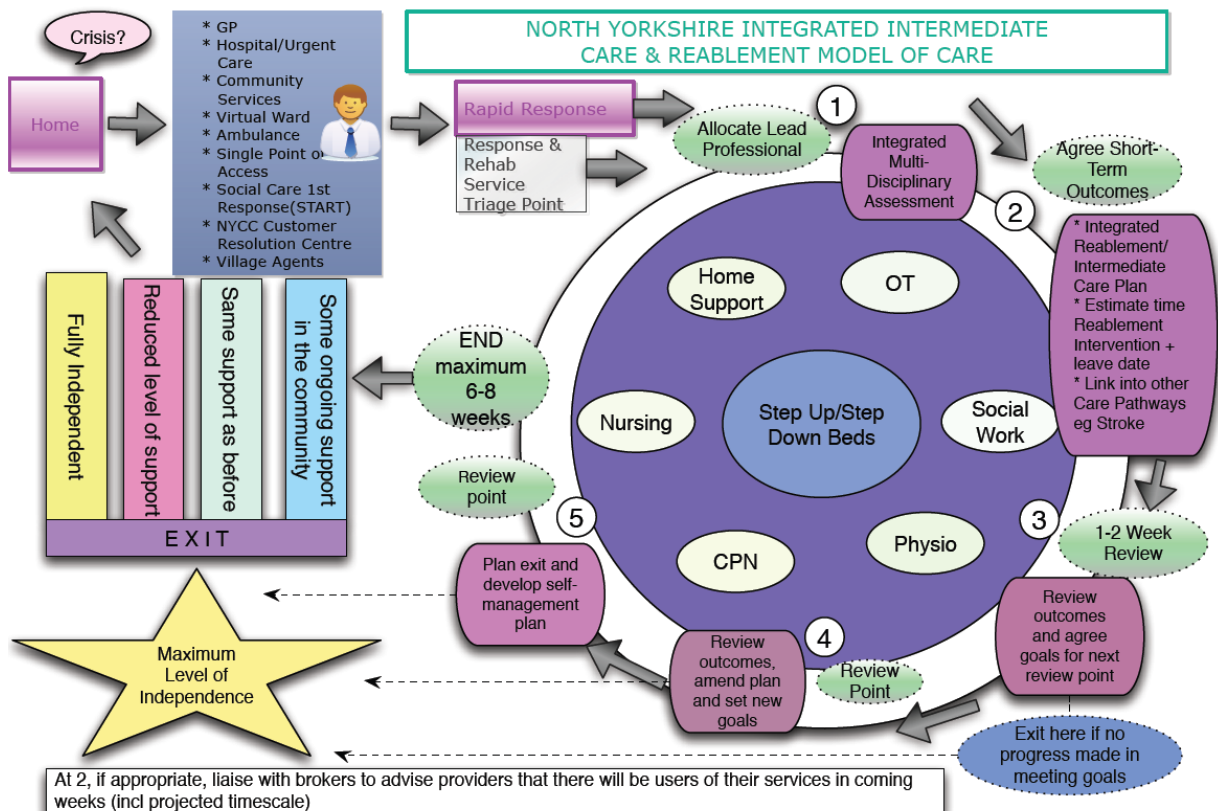 Crisis?
Home
* GP
* Hospital/Urgent
Care
* Community
Services
* Virtual Ward
* Ambulance
* Single Point o
Access
* Social Care 1st
Response(START)
* NYCC Customer
Resolution Centre
* Village Agents
NORTH YORKSHIRE INTEGRATED INTERMEDIATE
CARE & REABLEMENT MODEL OF CARE
Rapid Response
Response &
Rehab
Service
Triage Point
Allocate Lead
Professional
1
Integrated
Multi-
Disciplinary
Assessment
Agree Short-
Term
Outcomes
2
* Integrated
Reablement/
Intermediate
Care Plan
* Estimate time
Reablement
Intervention +
leave date
* Link into other
Care Pathways
eg Stroke
Home
Support
OT
Nursing
Step Up/Step
Down Beds
Social
Work
CPN
Physio
3
1-2 Week
Review
Review
outcomes
and agree
goals for next
review point
Exit here if no
progress made in
meeting goals
4
Review
Point
Review
outcomes,
amend plan
and set new
goals
5
Plan exit and
develop self-
management
plan
Review
point
END
maximum
6-8
weeks
Fully Independent
Reduced level of support
Same support as before
Some ongoing support
in the community
EXIT
Maximum
Level of
Independence
At 2, if appropriate, liaise with brokers to advise providers that there will be users of their services in coming
weeks (incl projected timescale)